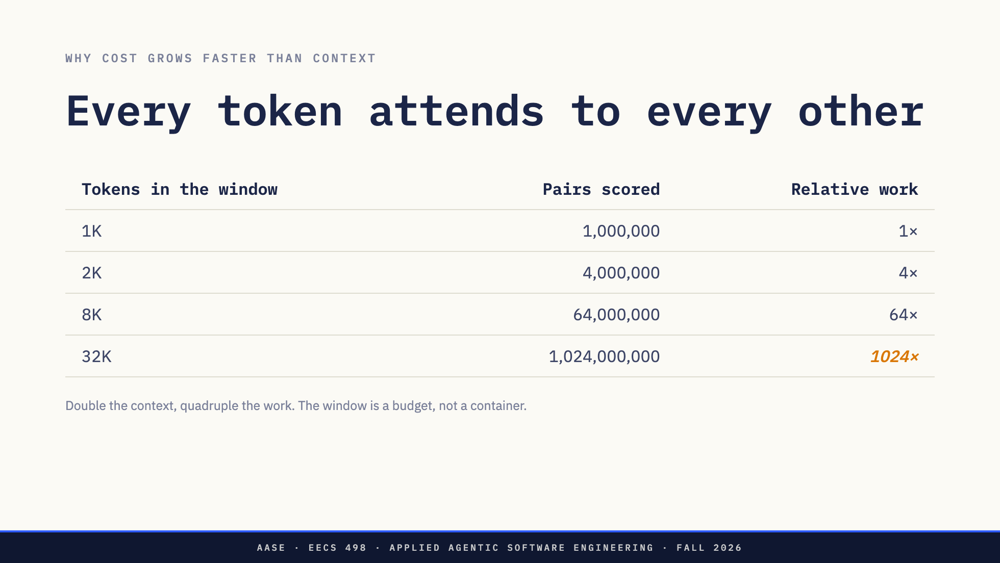 WHY COST GROWS FASTER THAN CONTEXT
Every token attends to every other
Tokens in the window Pairs scored Relative work
1K 1,000,000 1×
2K 4,000,000 4×
8K 64,000,000 64×
32K 1,024,000,000 1024×
Double the context, quadruple the work. The window is a budget, not a container.
AASE · EECS 498 · APPLIED AGENTIC SOFTWARE ENGINEERING · FALL 2026